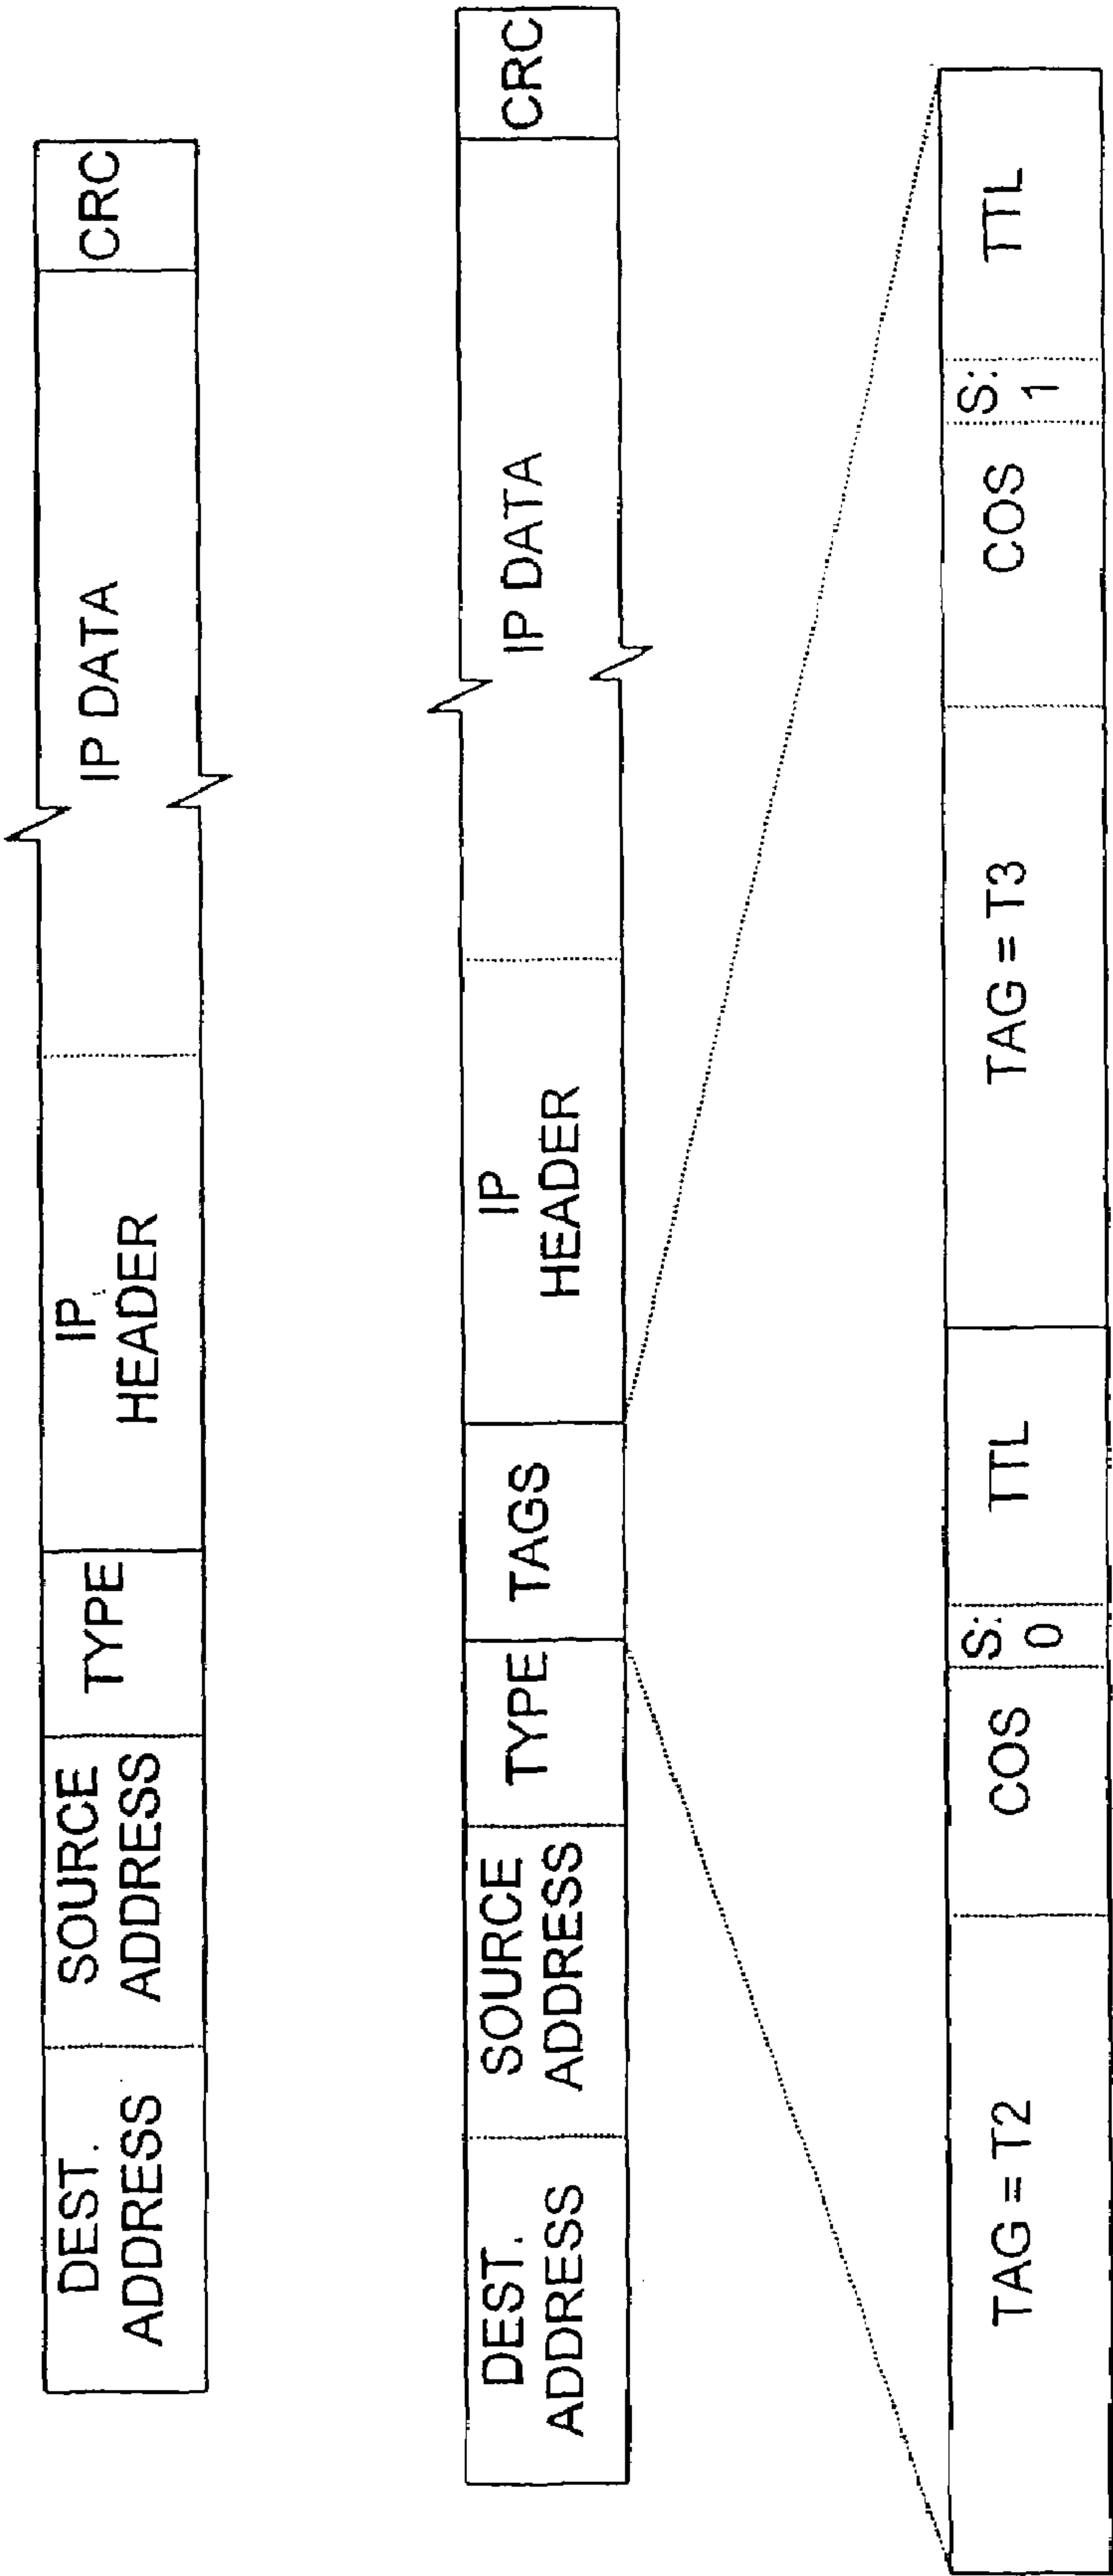 DEST.
ADDRESS
SOURCE
ADDRESS
TYPE
IP
HEADER
IP DATA
CRC
DEST.
ADDRESS
SOURCE
ADDRESS
TYPE
TAGS
IP
HEADER
IP DATA
CRC
TAG = T2
COS
S:
0
TTL
TAG = T3
COS
S:
1
TTL